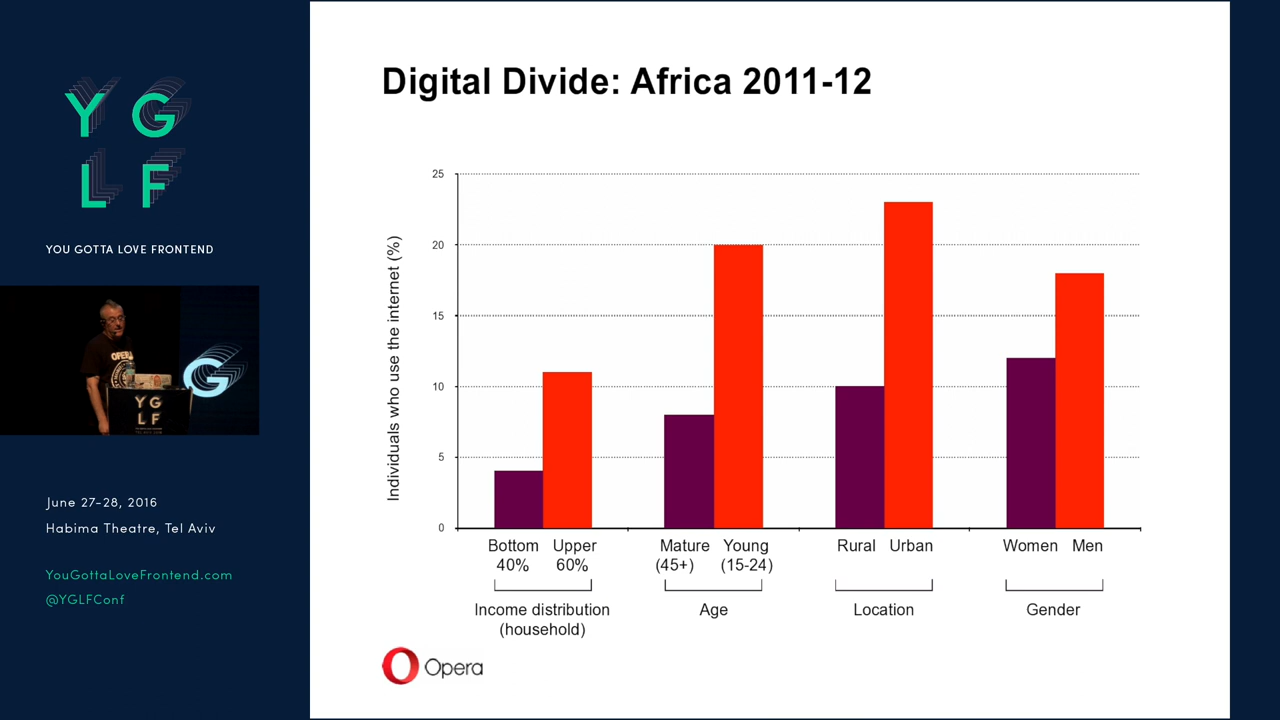 Y G
L F
YOU GOTTA LOVE FRONTEND
OPERA
G
Y G
L F
June 27-28, 2016
Habima Theatre, Tel Aviv
YouGottaLoveFrontend.com
@YGLFConf
Digital Divide: Africa 2011-12
Individuals who use the internet (%)
25
20
15
10
5
0
Bottom 40% Upper 60%
Mature (45+) Young (15-24)
Rural Urban
Women Men
Income distribution (household)
Age
Location
Gender
Opera